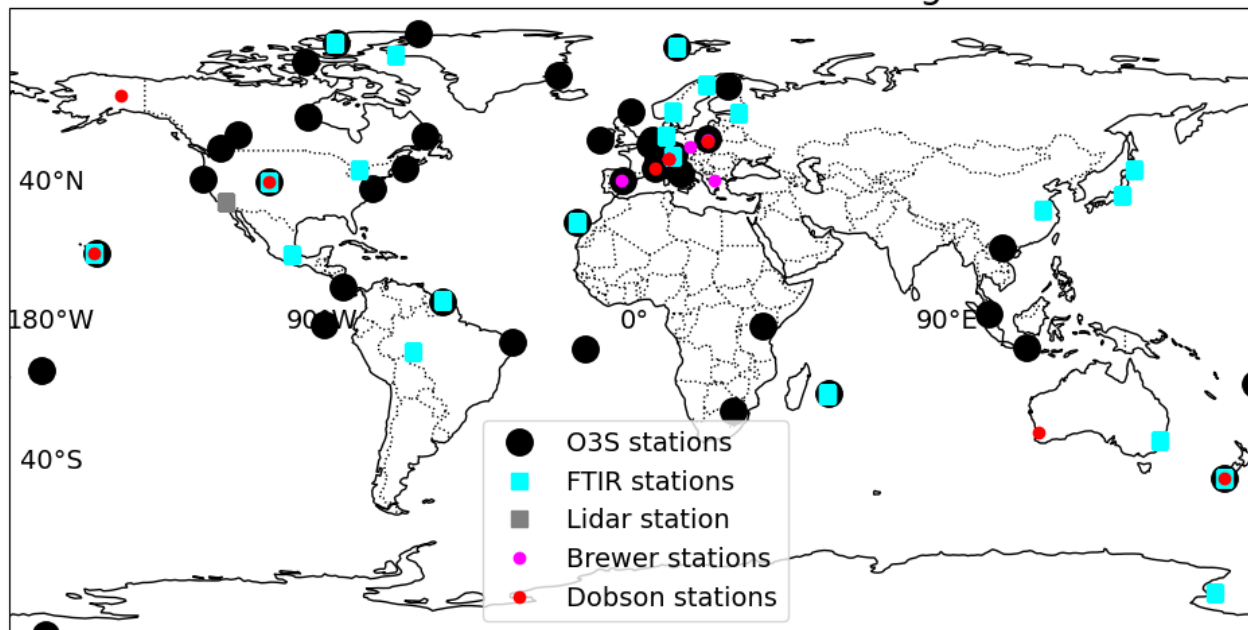 40°N
180°W
90°W
0°
90°E
40°S
O3S stations
FTIR stations
Lidar station
Brewer stations
Dobson stations